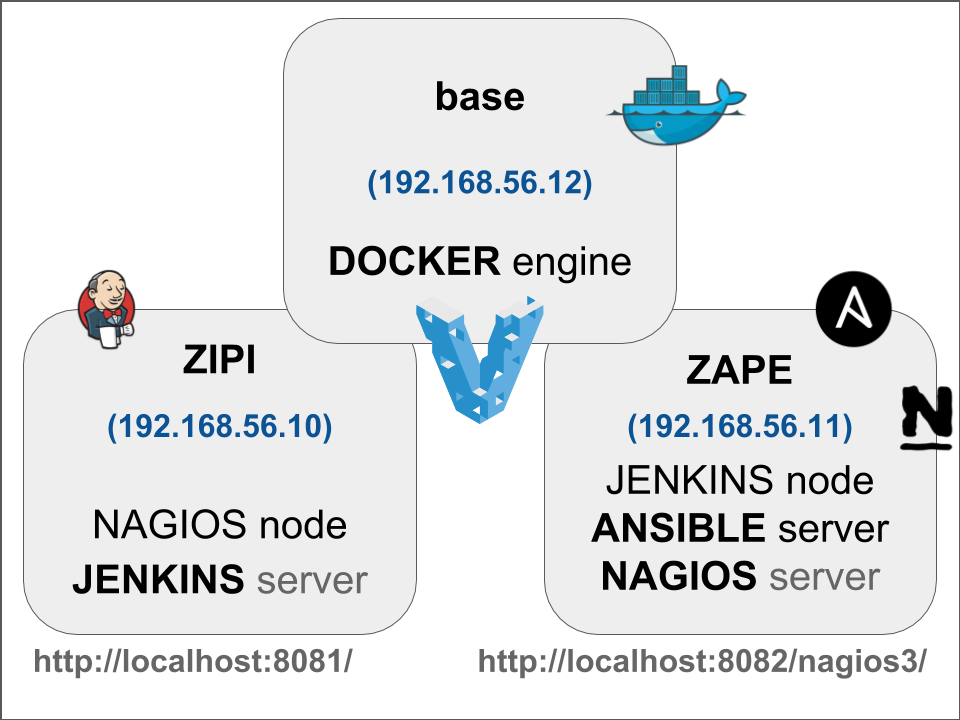 base
(192.168.56.12)
DOCKER engine
ZIPI
(192.168.56.10)
NAGIOS node
JENKINS server
http://localhost:8081/
ZAPE
(192.168.56.11)
JENKINS node
ANSIBLE server
NAGIOS server
N
http://localhost:8082/nagios3/